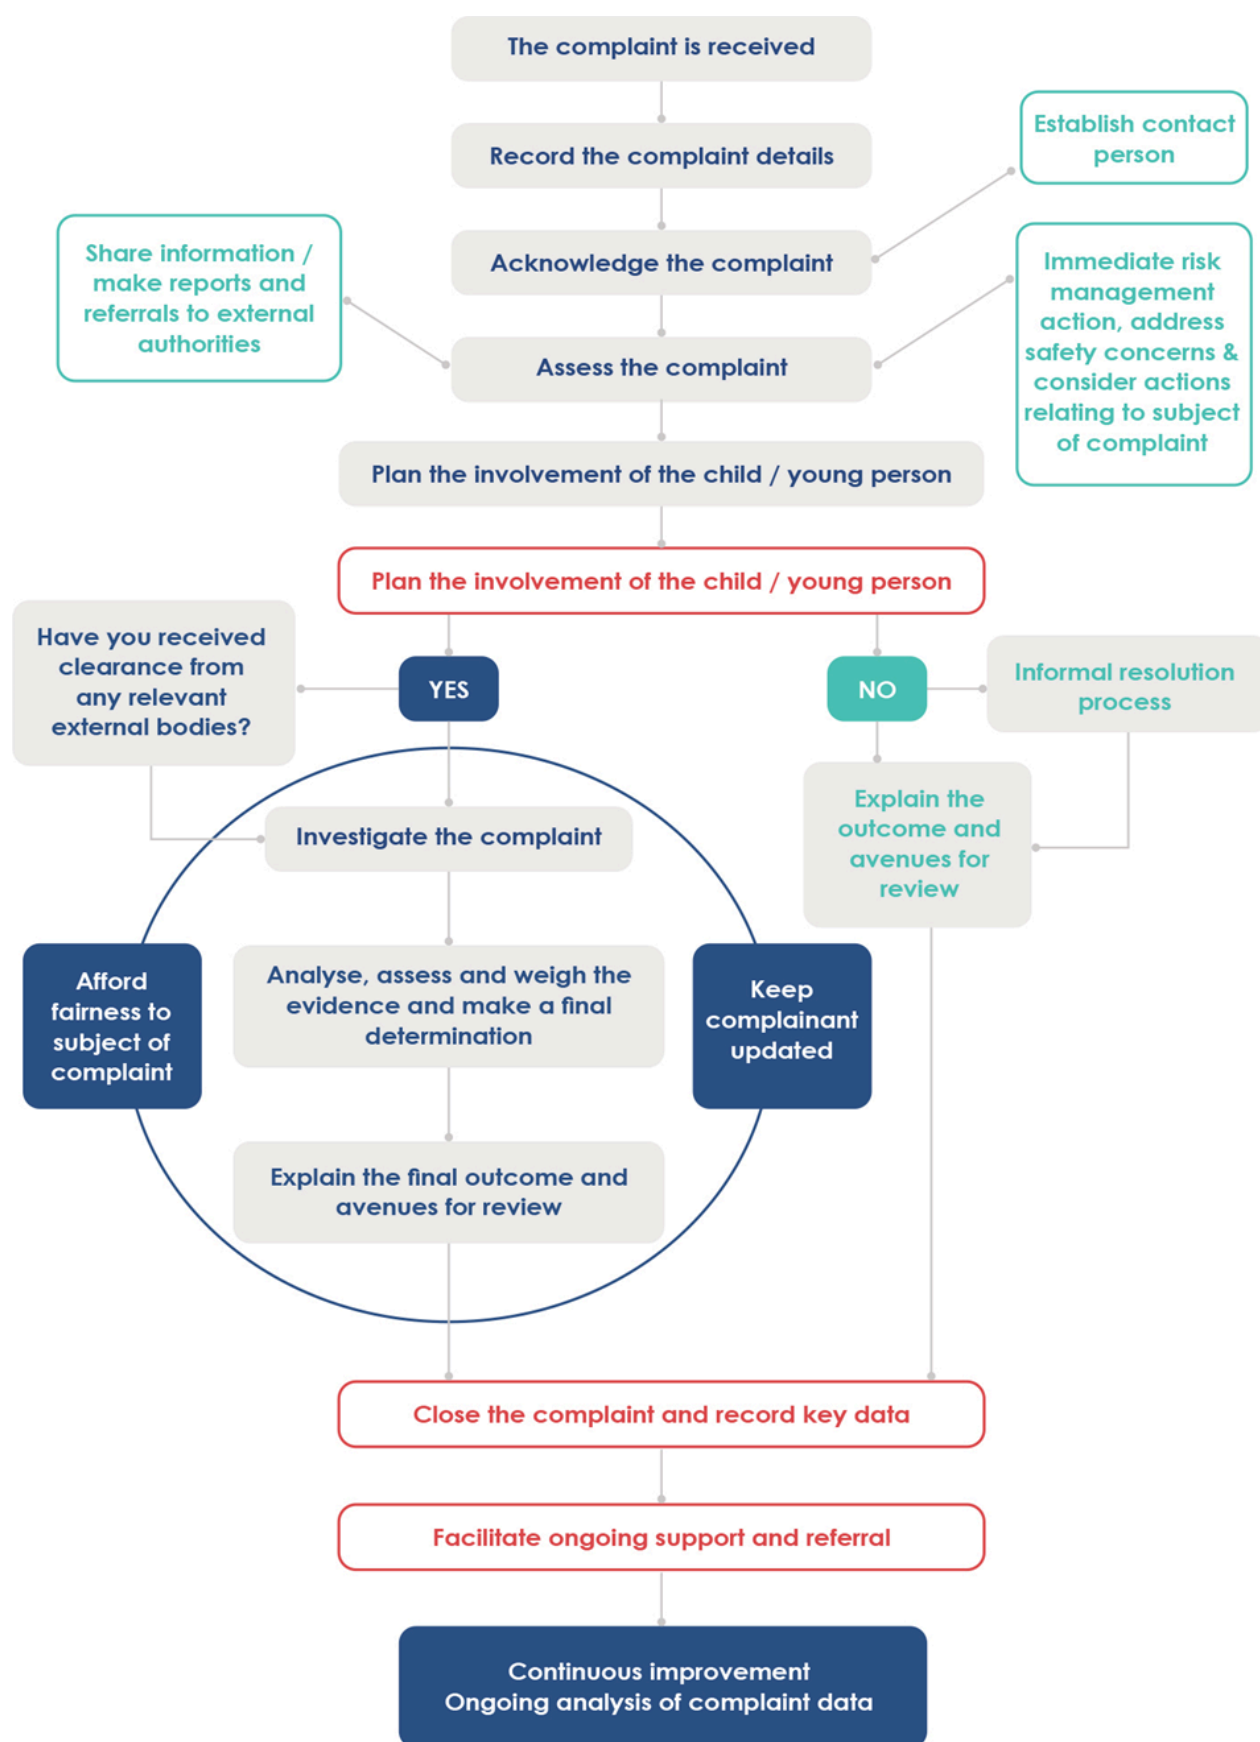 The complaint is received
Record the complaint details
Establish contact
person
Acknowledge the complaint
Share information /
make reports and
referrals to external
authorities
Immediate risk
management
action, address
safety concerns &
consider actions
relating to subject
of complaint
Assess the complaint
Plan the involvement of the child / young person
Plan the involvement of the child / young person
Have you received
clearance from
any relevant
external bodies?
YES
NO
Informal resolution
process
Investigate the complaint
Explain the
outcome and
avenues for
review
Afford
fairness to
subject of
complaint
Analyse, assess and weigh the
evidence and make a final
determination
Keep
complainant
updated
Explain the final outcome and
avenues for review
Close the complaint and record key data
Facilitate ongoing support and referral
Continuous improvement
Ongoing analysis of complaint data